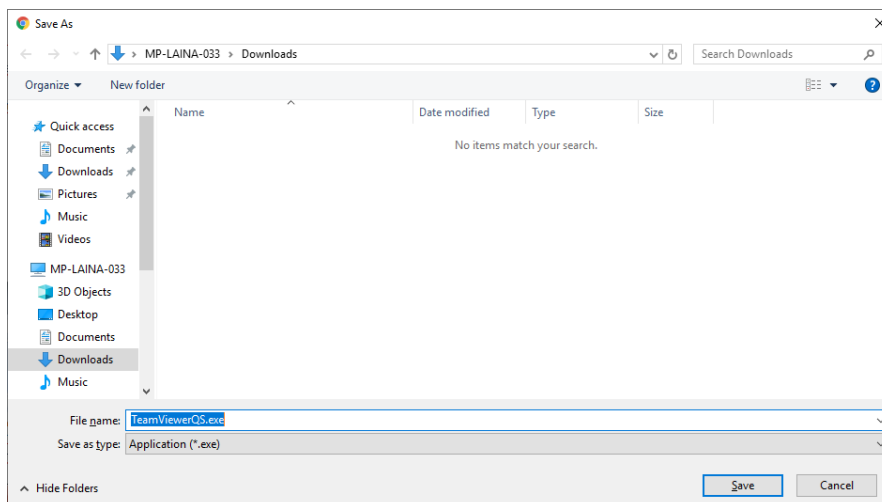 Save As
MP-LAINA-033 > Downloads
Search Downloads
Organize
New folder
?
Name
Date modified
Type
Size
No items match your search.
Quick access
Documents
Downloads
Pictures
Music
Videos
MP-LAINA-033
3D Objects
Desktop
Documents
Downloads
Music
File name: TeamViewerQS.exe
Save as type: Application (*.exe)
Hide Folders
Save
Cancel